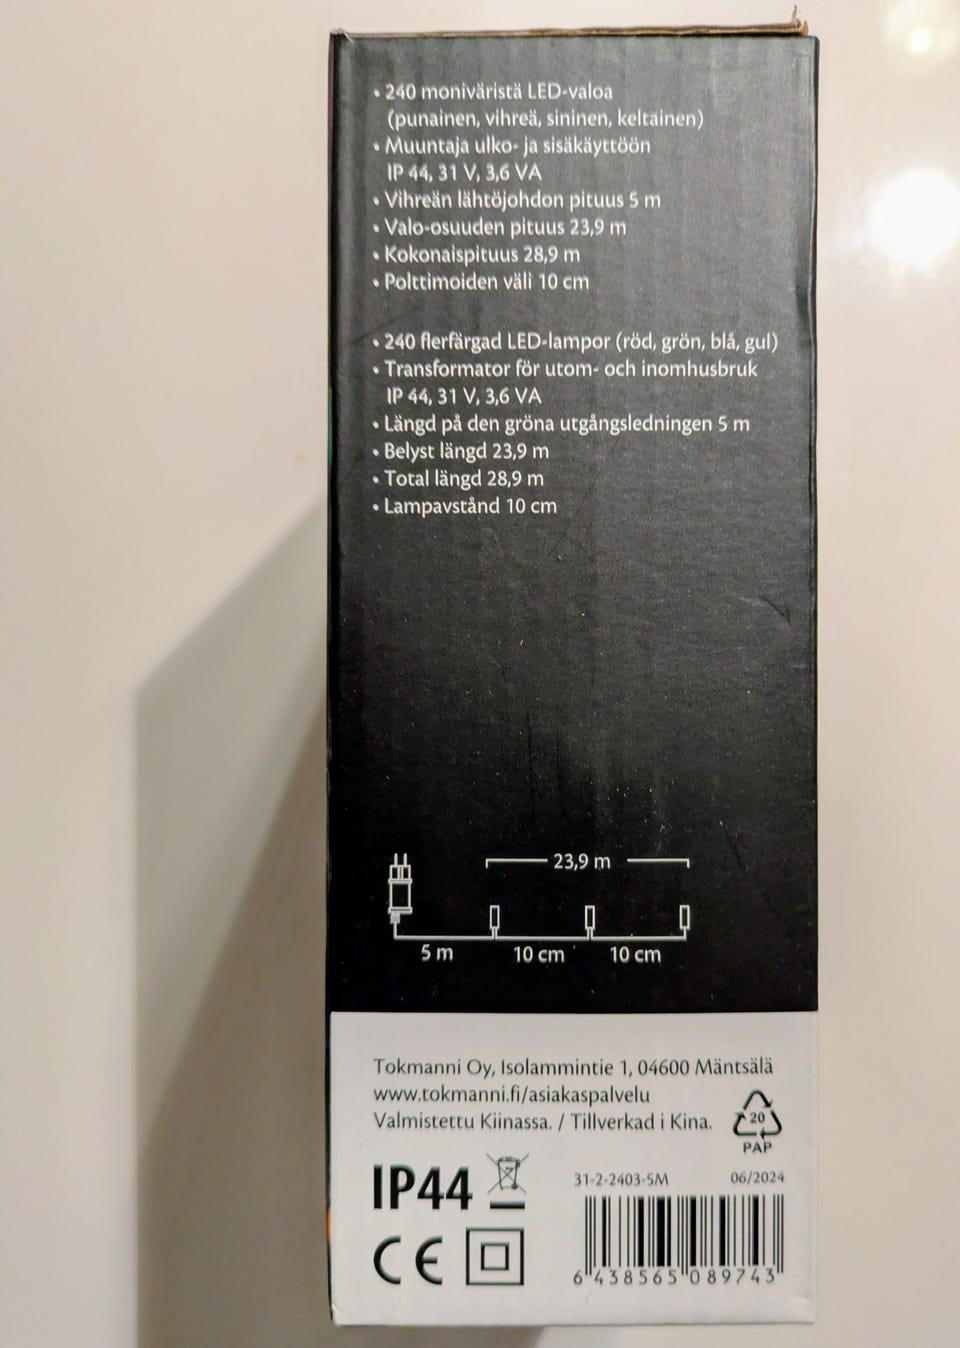 • 240 moniväristä LED-valoa
(punainen, vihreä, sininen, keltainen)
• Muuntaja ulko- ja sisäkäyttöön
IP 44, 31 V, 3,6 VA
• Vihreän lähtöjohdon pituus 5 m
• Valo-osuuden pituus 23,9 m
• Kokonaispituus 28,9 m
• Polttimoiden väli 10 cm
• 240 flerfärgad LED-lampor (röd, grön, blå, gul)
• Transformator för utom- och inomhusbruk
IP 44, 31 V, 3,6 VA
• Längd på den gröna utgångsledningen 5 m
• Belyst längd 23,9 m
• Total längd 28,9 m
• Lampavstånd 10 cm
23,9 m
5 m 10 cm 10 cm
Tokmanni Oy, Isolammintie 1, 04600 Mäntsälä
www.tokmanni.fi/asiakaspalvelu
Valmistettu Kiinassa. / Tillverkad i Kina.
20
PAP
IP44
31-2-2403-5M 06/2024
CE
6 438565 089743